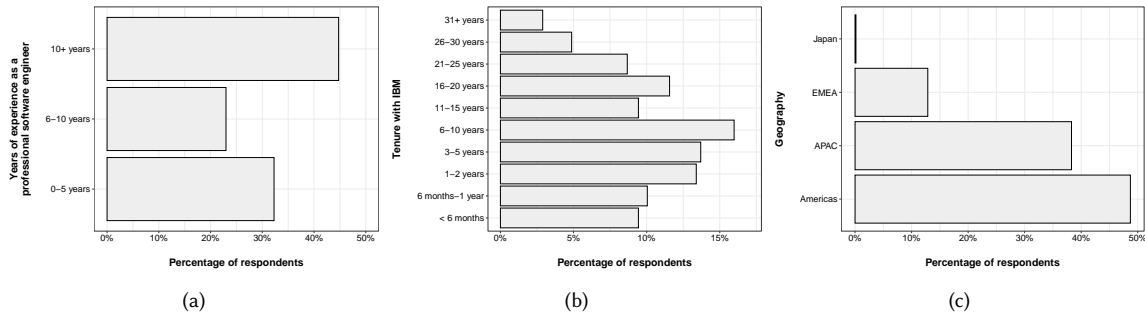 Years of experience as a
professional software engineer
10+ years
6–10 years
0–5 years
0%
10%
20%
30%
40%
50%
Percentage of respondents
(a)
Tenure with IBM
31+ years
26–30 years
21–25 years
16–20 years
11–15 years
6–10 years
3–5 years
1–2 years
6 months–1 year
< 6 months
0%
5%
10%
15%
Percentage of respondents
(b)
Geography
Japan
EMEA
APAC
Americas
0%
10%
20%
30%
40%
50%
Percentage of respondents
(c)